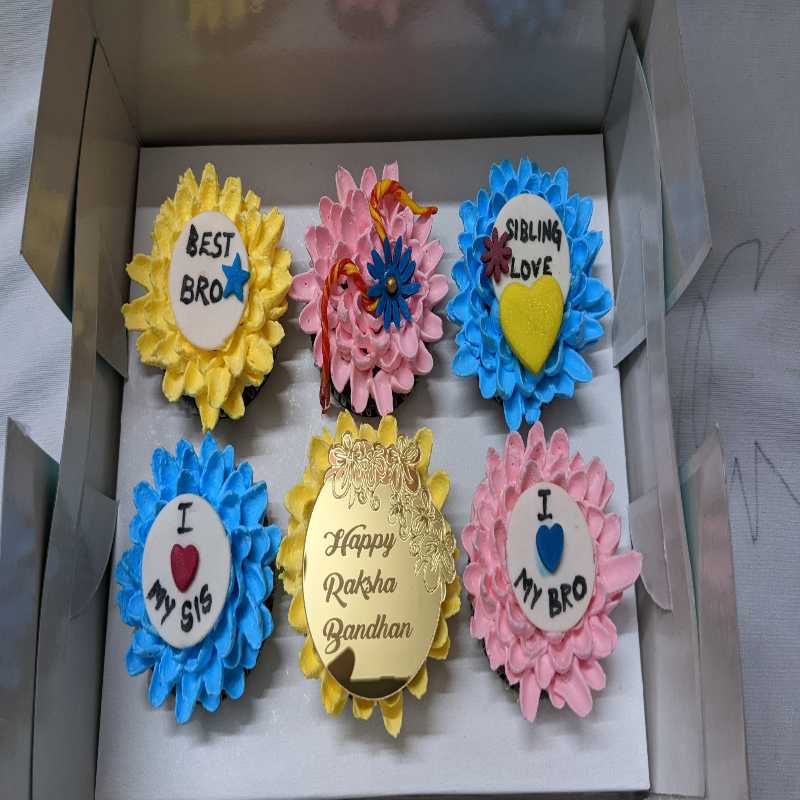 BEST
BRO
SIBLING
LOVE
I
MY SIS
Happy
Raksha
Bandhan
I
MY BRO